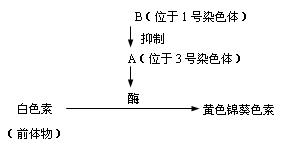 B（位于1号染色体）
抑制
A（位于3号染色体）
酶
白色素 黄色锦葵色素
（前体物）